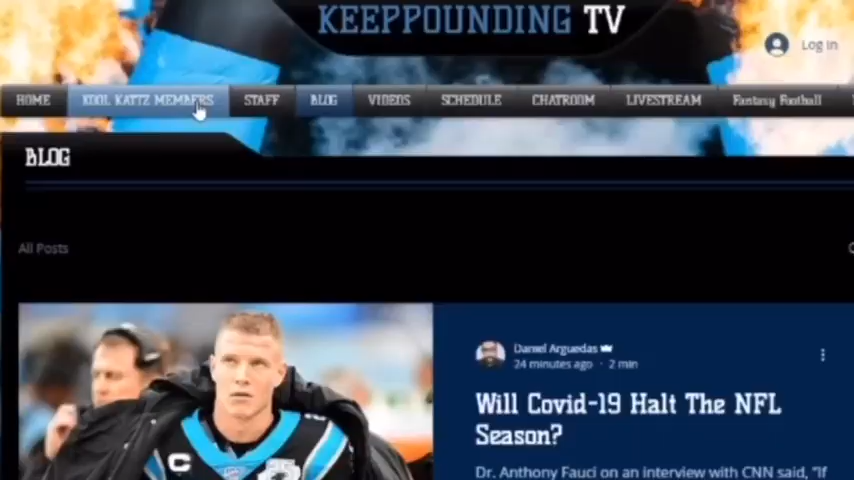 KEEPPOUNDING TV
Log In
HOME
KOOL KATTZ MEMBERS
STAFF
BLOG
VIDEOS
SCHEDULE
CHATROOM
LIVESTREAM
Fantasy Football
BLOG
All Posts
Daniel Arguedas
24 minutes ago · 2 min
Will Covid-19 Halt The NFL
Season?
Dr. Anthony Fauci on an interview with CNN said, "If
C